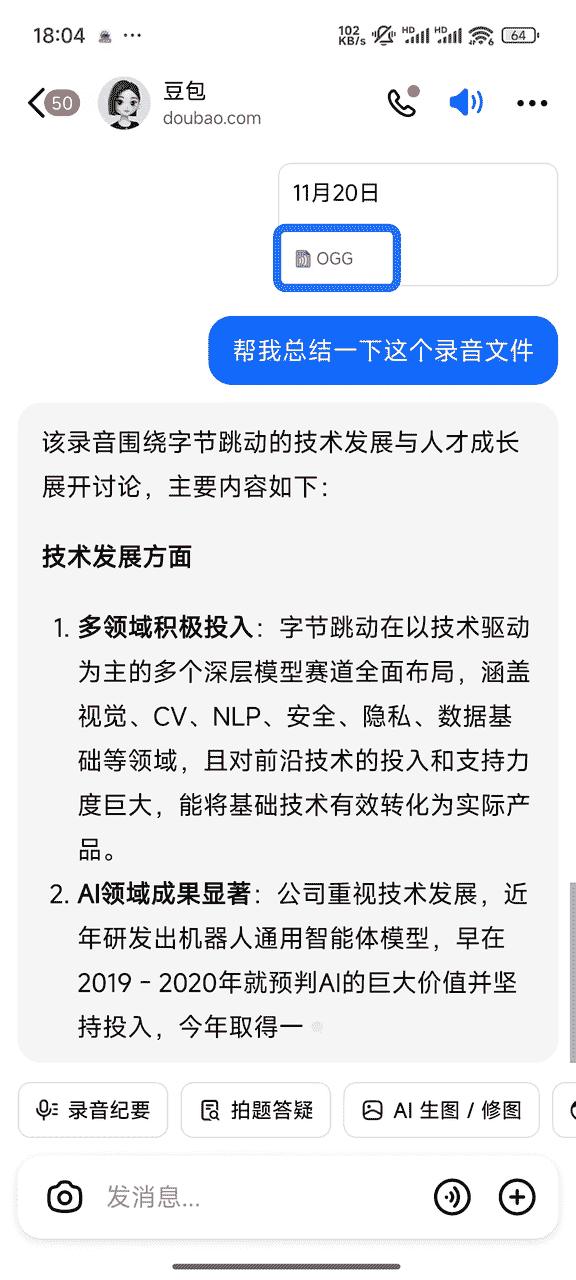 18:04 ...
102 KB/s HD HD 6 64
50
豆包
doubao.com
11月20日
OGG
帮我总结一下这个录音文件
该录音围绕字节跳动的技术发展与人才成长
展开讨论，主要内容如下：
技术发展方面
1. 多领域积极投入：字节跳动在以技术驱动
为主的多个深层模型赛道全面布局，涵盖
视觉、CV、NLP、安全、隐私、数据基
础等领域，且对前沿技术的投入和支持力
度巨大，能将基础技术有效转化为实际产
品。
2. AI领域成果显著：公司重视技术发展，近
年研发出机器人通用智能体模型，早在
2019 - 2020年就预判AI的巨大价值并坚
持投入，今年取得一
录音纪要
拍题答疑
AI 生图 / 修图
发消息...